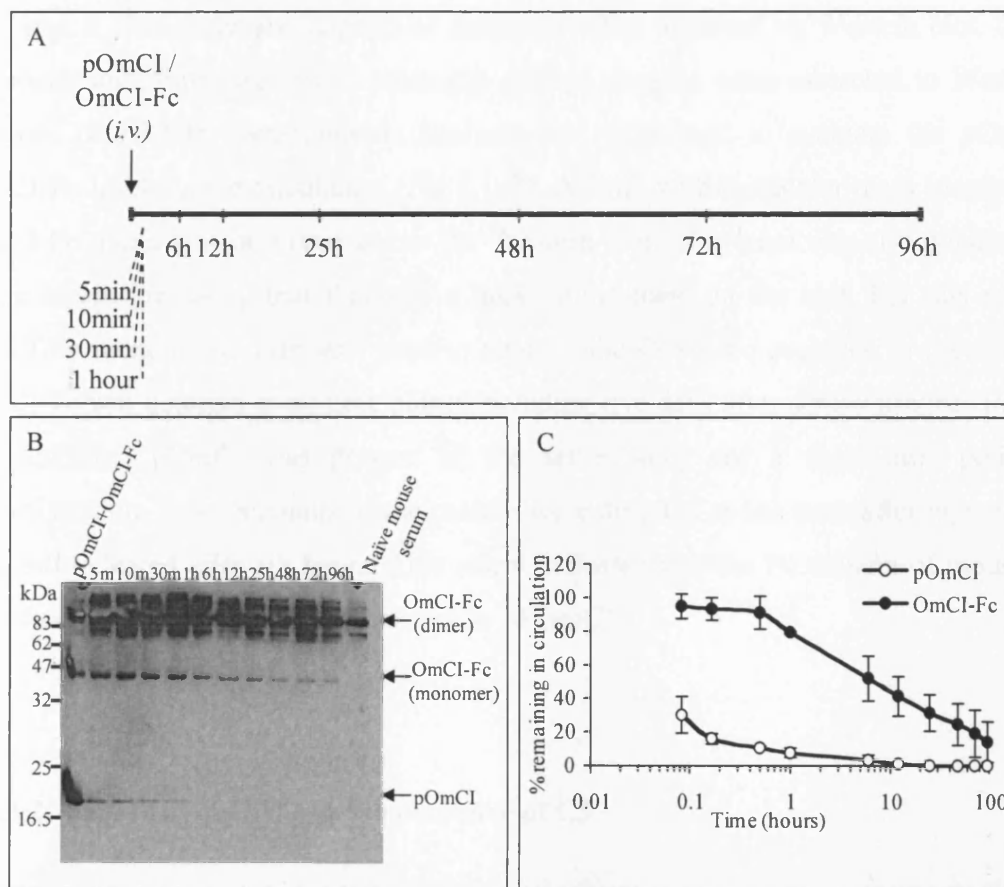 A
pOmCI /
OmCI-Fc
(i.v.)
6h 12h 25h 48h 72h 96h
5min
10min
30min
1 hour
B
pOmCI+OmCI-Fc
Naïve mouse
serum
5m 10m 30m 1h 6h 12h 25h 48h 72h 96h
kDa
83
62
47
32
25
16.5
OmCI-Fc
(dimer)
OmCI-Fc
(monomer)
pOmCI
C
pOmCI
OmCI-Fc
% remaining in circulation
120
100
80
60
40
20
0
0.01 0.1 1 10 100
Time (hours)